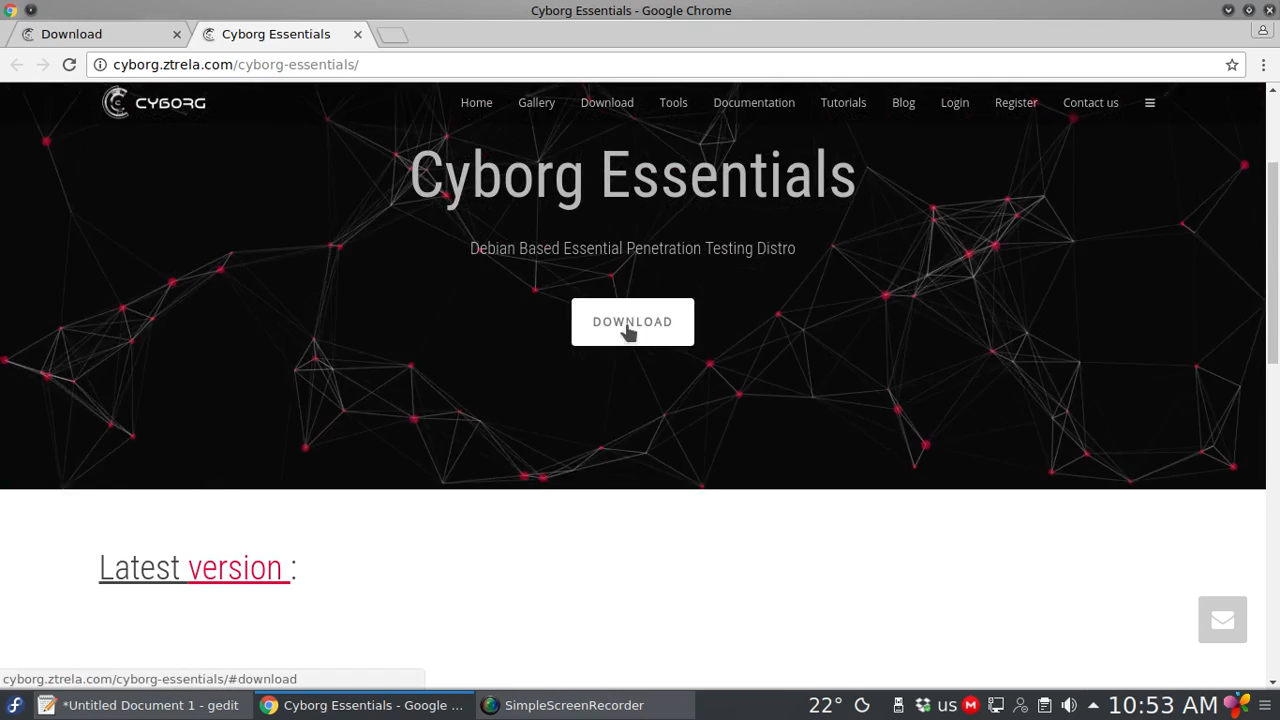 Cyborg Essentials - Google Chrome
Download
Cyborg Essentials
cyborg.ztrela.com/cyborg-essentials/
CYBORG
Home Gallery Download Tools Documentation Tutorials Blog Login Register Contact us
Cyborg Essentials
Debian Based Essential Penetration Testing Distro
DOWNLOAD
Latest version :
cyborg.ztrela.com/cyborg-essentials/#download
*Untitled Document 1 - gedit
Cyborg Essentials - Google ...
SimpleScreenRecorder
22° us M 10:53 AM